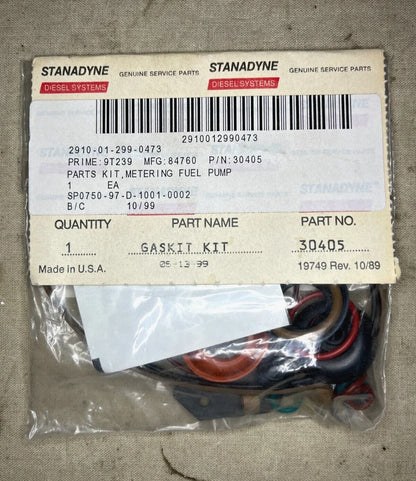 STANADYNE GENUINE SERVICE PARTS STANADYNE GENUINE SERVICE PARTS
DIESEL SYSTEMS DIESEL SYSTEMS
2910-01-299-0473 2910012990473
PRIME:9T239 MFG:84760 P/N:30405
PARTS KIT,METERING FUEL PUMP
1 EA
SP0750-97-D-1001-0002
B/C 10/99
QUANTITY PART NAME PART NO.
1 GASKIT KIT 30405
Made in U.S.A. 05-13-99 19749 Rev. 10/89